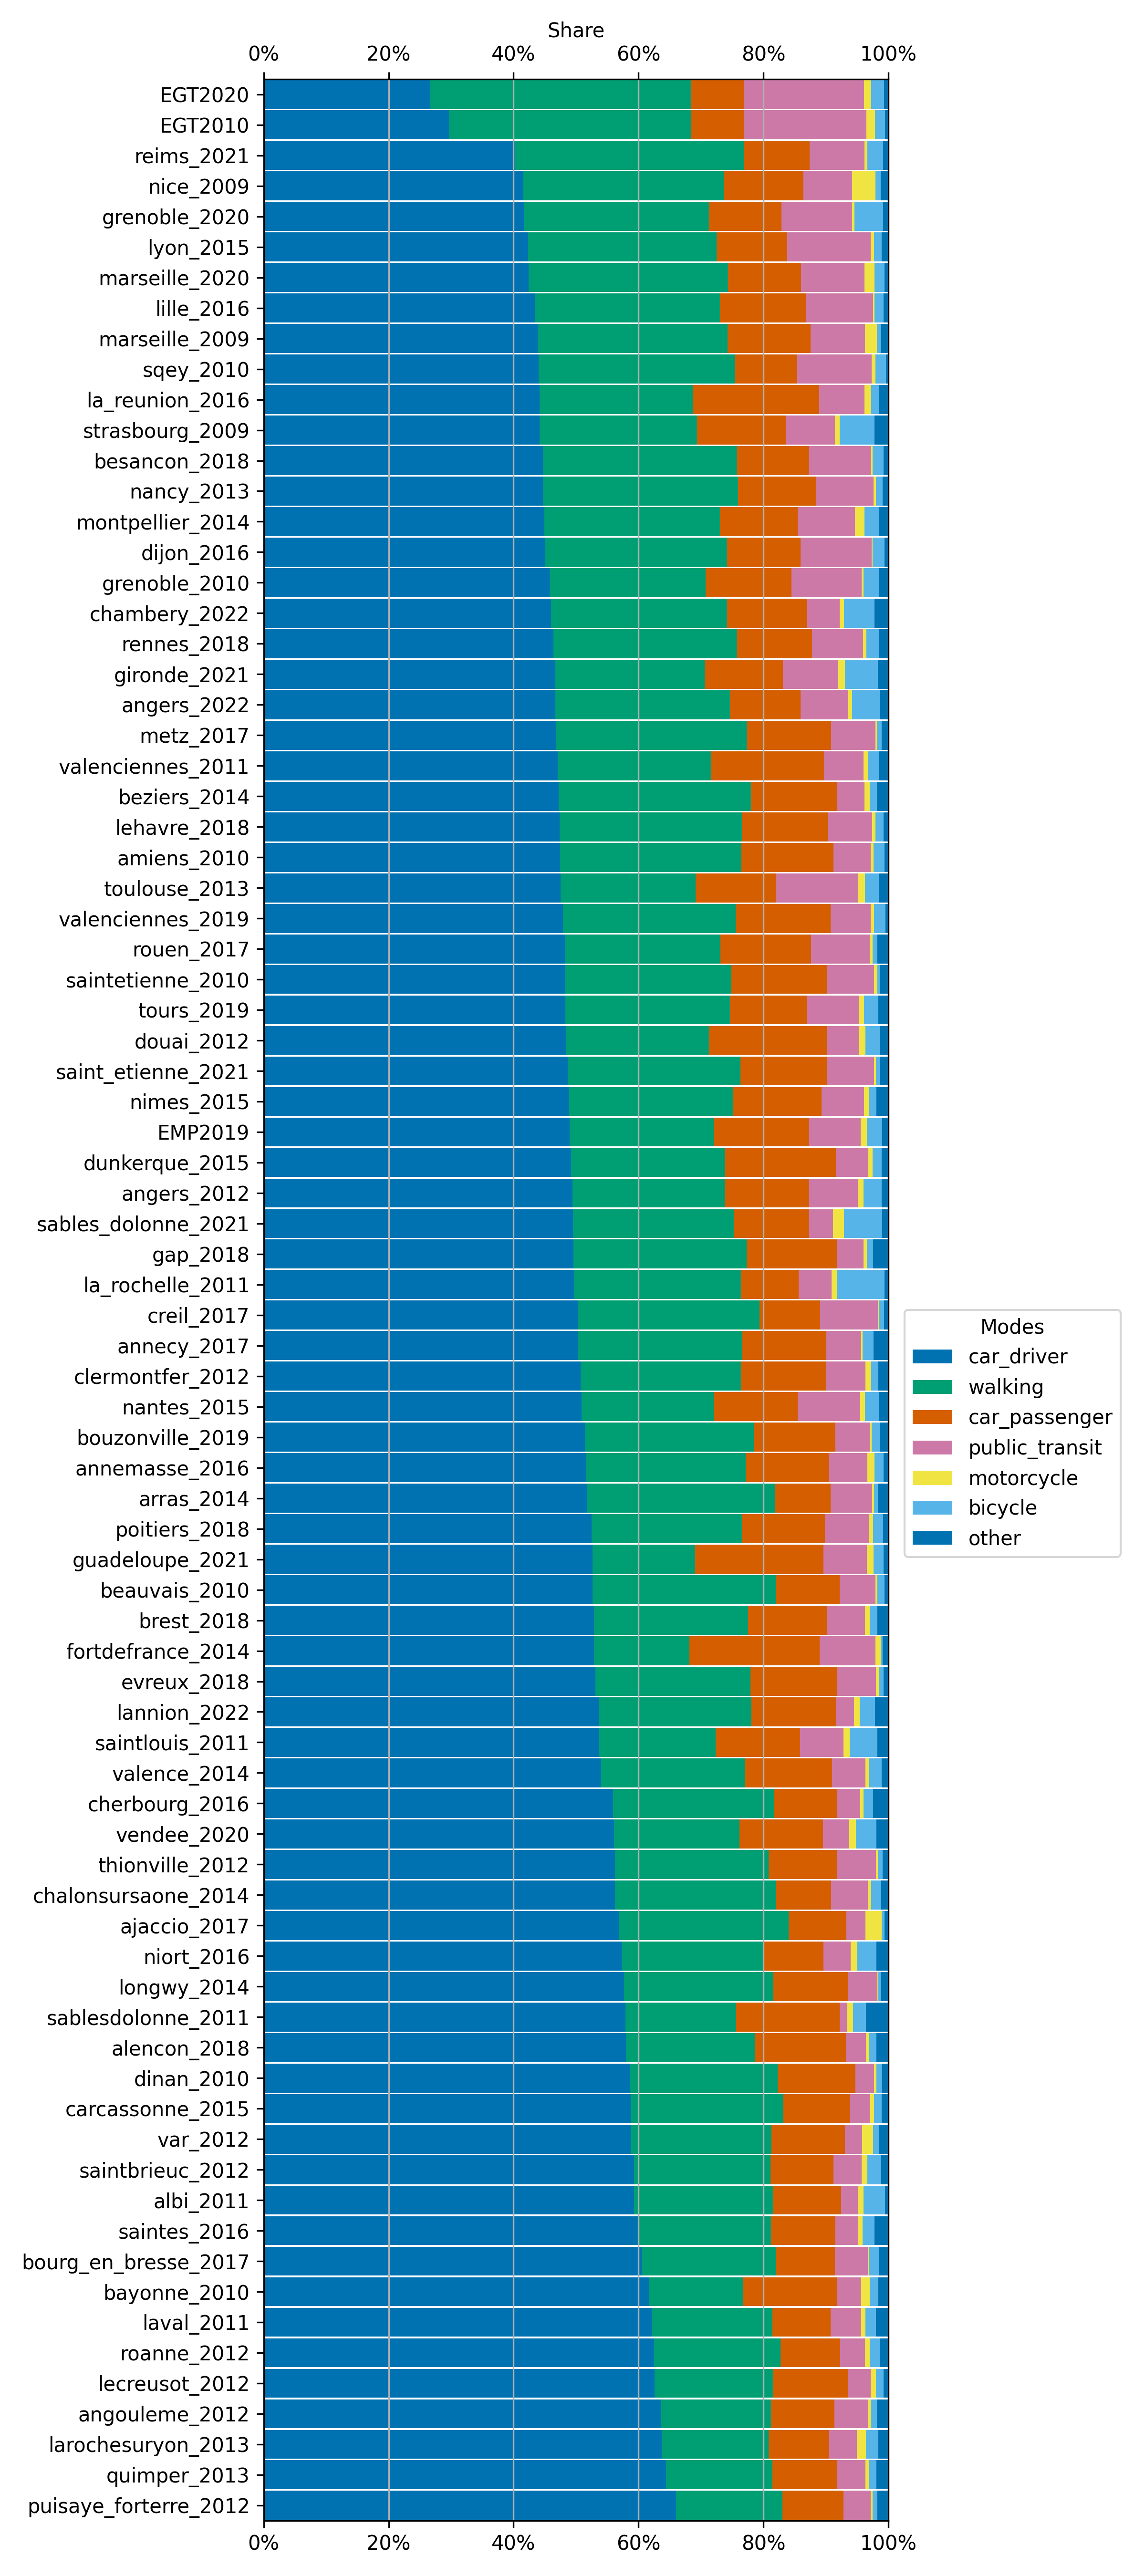 Share
0% 20% 40% 60% 80% 100%
EGT2020
EGT2010
reims_2021
nice_2009
grenoble_2020
lyon_2015
marseille_2020
lille_2016
marseille_2009
sqey_2010
la_reunion_2016
strasbourg_2009
besancon_2018
nancy_2013
montpellier_2014
dijon_2016
grenoble_2010
chambery_2022
rennes_2018
gironde_2021
angers_2022
metz_2017
valenciennes_2011
beziers_2014
lehavre_2018
amiens_2010
toulouse_2013
valenciennes_2019
rouen_2017
saintetienne_2010
tours_2019
douai_2012
saint_etienne_2021
nimes_2015
EMP2019
dunkerque_2015
angers_2012
sables_dolonne_2021
gap_2018
la_rochelle_2011
creil_2017
annecy_2017
clermontfer_2012
nantes_2015
bouzonville_2019
annemasse_2016
arras_2014
poitiers_2018
guadeloupe_2021
beauvais_2010
brest_2018
fortdefrance_2014
evreux_2018
lannion_2022
saintlouis_2011
valence_2014
cherbourg_2016
vendee_2020
thionville_2012
chalonsursaone_2014
ajaccio_2017
niort_2016
longwy_2014
sablesdolonne_2011
alencon_2018
dinan_2010
carcassonne_2015
var_2012
saintbrieuc_2012
albi_2011
saintes_2016
bourg_en_bresse_2017
bayonne_2010
laval_2011
roanne_2012
lecreusot_2012
angouleme_2012
larochesuryon_2013
quimper_2013
puisaye_forterre_2012
0% 20% 40% 60% 80% 100%
Modes
car_driver
walking
car_passenger
public_transit
motorcycle
bicycle
other